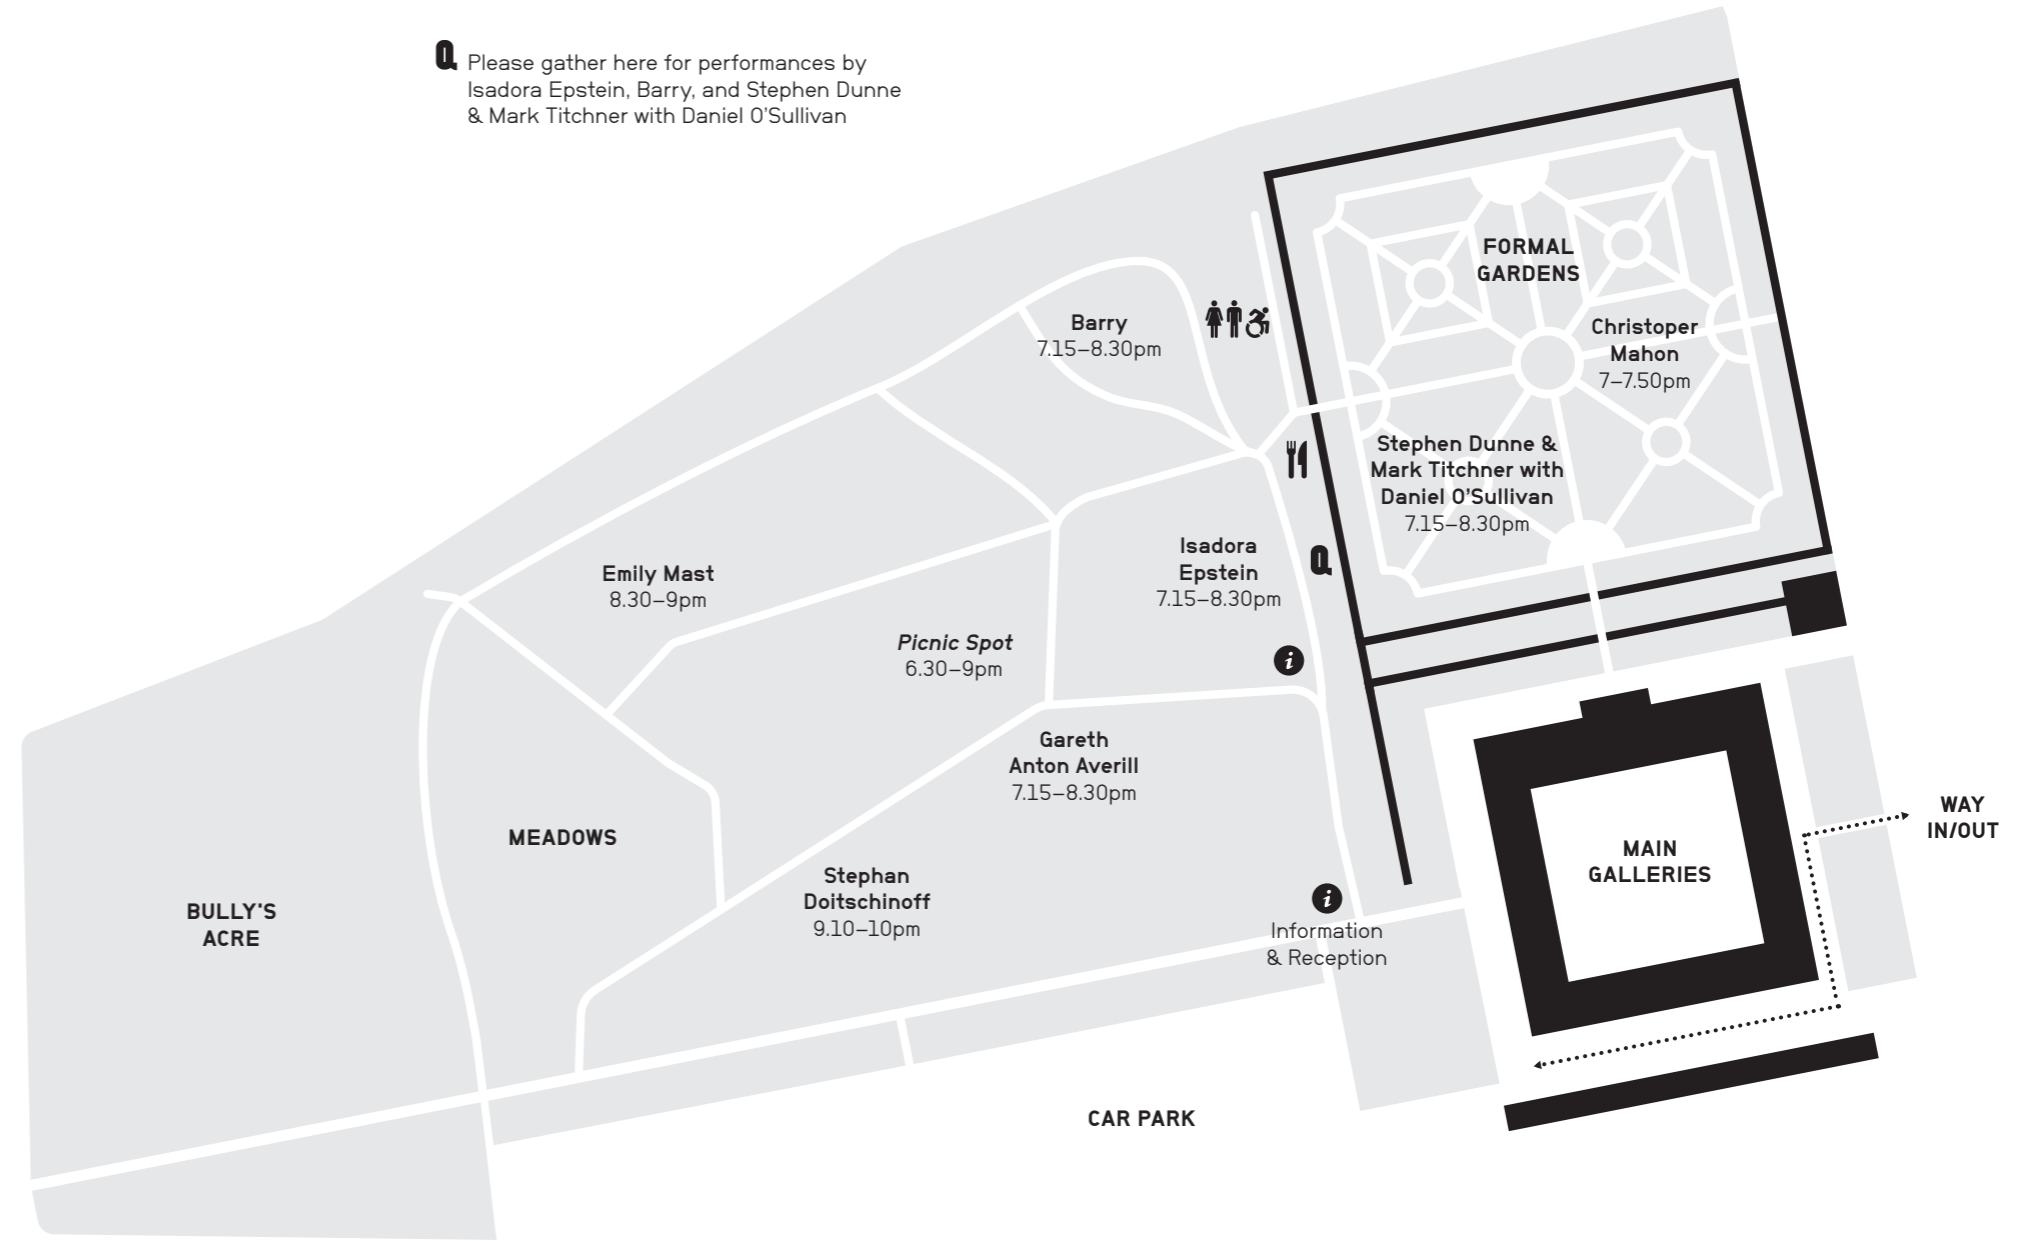 Q Please gather here for performances by
Isadora Epstein, Barry, and Stephen Dunne
& Mark Titchner with Daniel O'Sullivan
FORMAL
GARDENS
Barry
7.15–8.30pm
Christoper
Mahon
7–7.50pm
Stephen Dunne &
Mark Titchner with
Daniel O'Sullivan
7.15–8.30pm
Isadora
Epstein
7.15–8.30pm
Q
Emily Mast
8.30–9pm
Picnic Spot
6.30–9pm
i
Gareth
Anton Averill
7.15–8.30pm
WAY
IN/OUT
MEADOWS
MAIN
GALLERIES
Stephan
Doitschinoff
9.10–10pm
BULLY'S
ACRE
i
Information
& Reception
CAR PARK